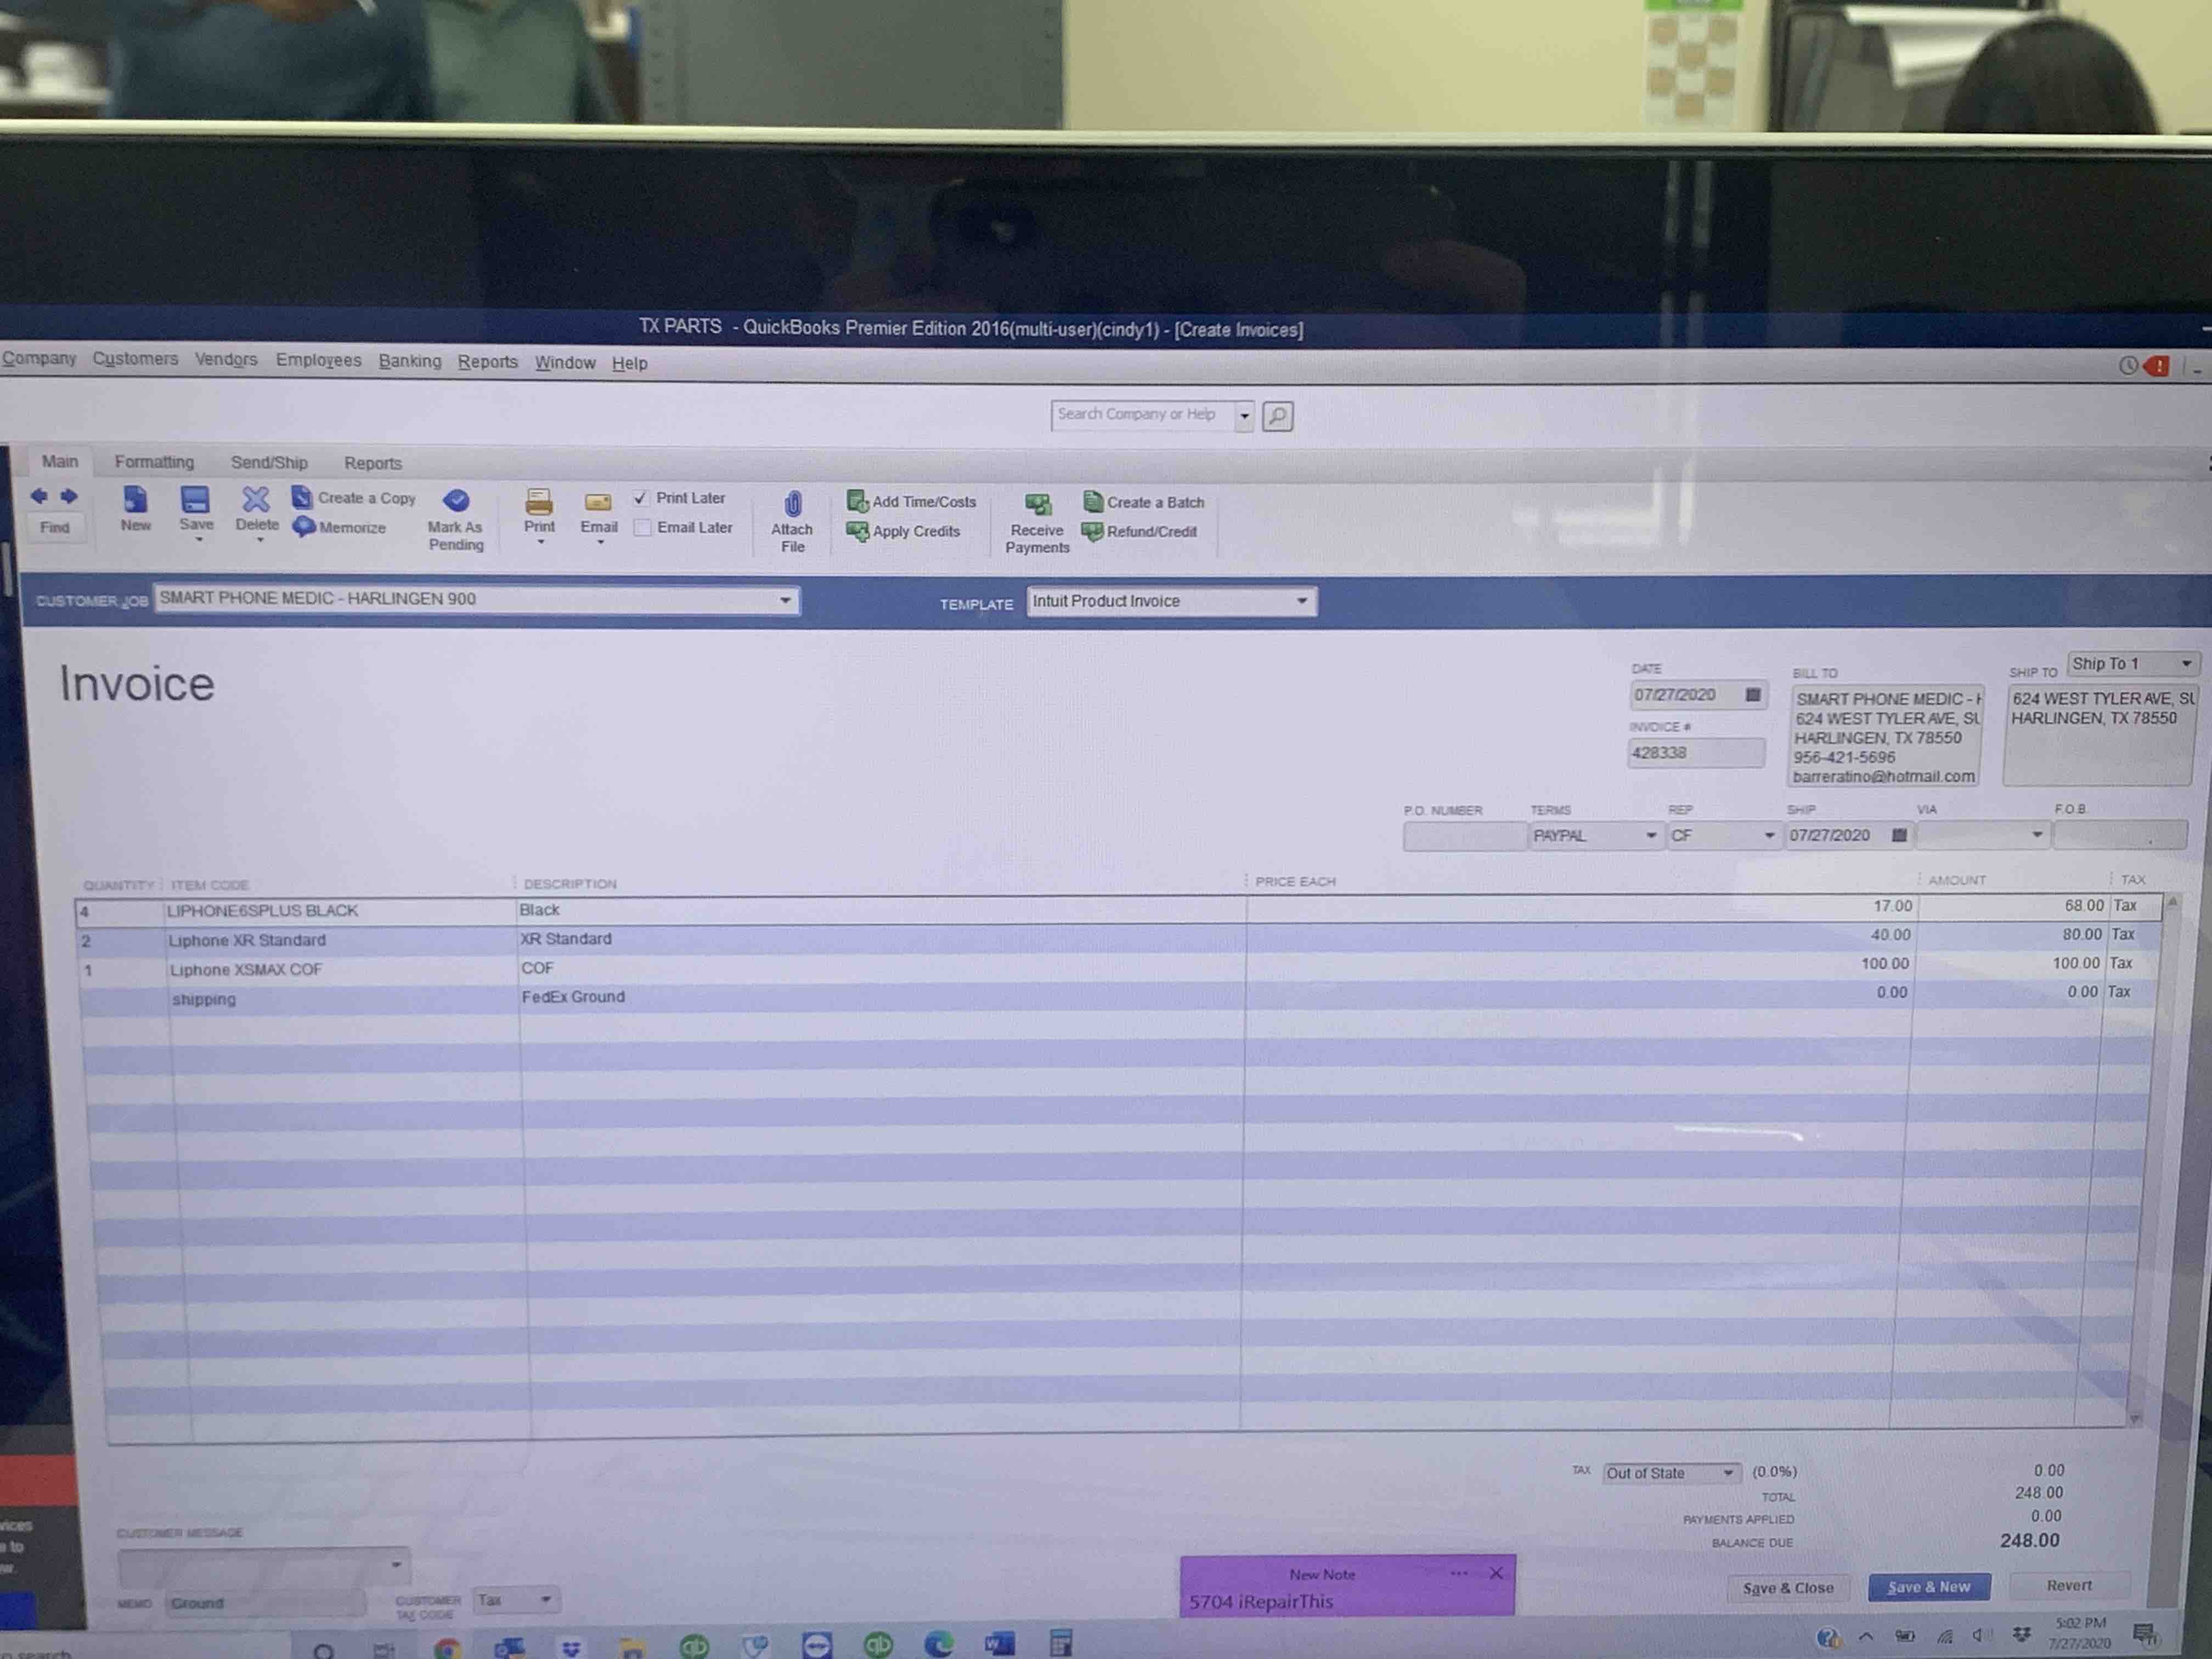 TX PARTS - QuickBooks Premier Edition 2016(multi-user)(cindy1) - [Create Invoices]
Company Customers Vendors Employees Banking Reports Window Help
Search Company or Help
Main Formatting Send/Ship Reports
Find New Save Delete Create a Copy Memorize Mark As Pending Print Email Print Later Email Later Attach File Add Time/Costs Apply Credits Receive Payments Create a Batch Refund/Credit
CUSTOMER:JOB SMART PHONE MEDIC - HARLINGEN 900 TEMPLATE Intuit Product Invoice
Invoice
DATE
07/27/2020
INVOICE #
428338
BILL TO
SMART PHONE MEDIC - H
624 WEST TYLER AVE, SU
HARLINGEN, TX 78550
956-421-5696
barreratino@hotmail.com
SHIP TO Ship To 1
624 WEST TYLER AVE, SU
HARLINGEN, TX 78550
P.O. NUMBER TERMS REP SHIP VIA F.O.B.
PAYPAL CF 07/27/2020
QUANTITY ITEM CODE DESCRIPTION PRICE EACH AMOUNT TAX
4 LIPHONE6SPLUS BLACK Black 17.00 68.00 Tax
2 Liphone XR Standard XR Standard 40.00 80.00 Tax
1 Liphone XSMAX COF COF 100.00 100.00 Tax
shipping FedEx Ground 0.00 0.00 Tax
TAX Out of State (0.0%) 0.00
TOTAL 248.00
PAYMENTS APPLIED 0.00
BALANCE DUE 248.00
CUSTOMER MESSAGE
MEMO Ground CUSTOMER TAX CODE Tax
New Note
5704 iRepairThis
Save & Close Save & New Revert
search
5:02 PM
7/27/2020